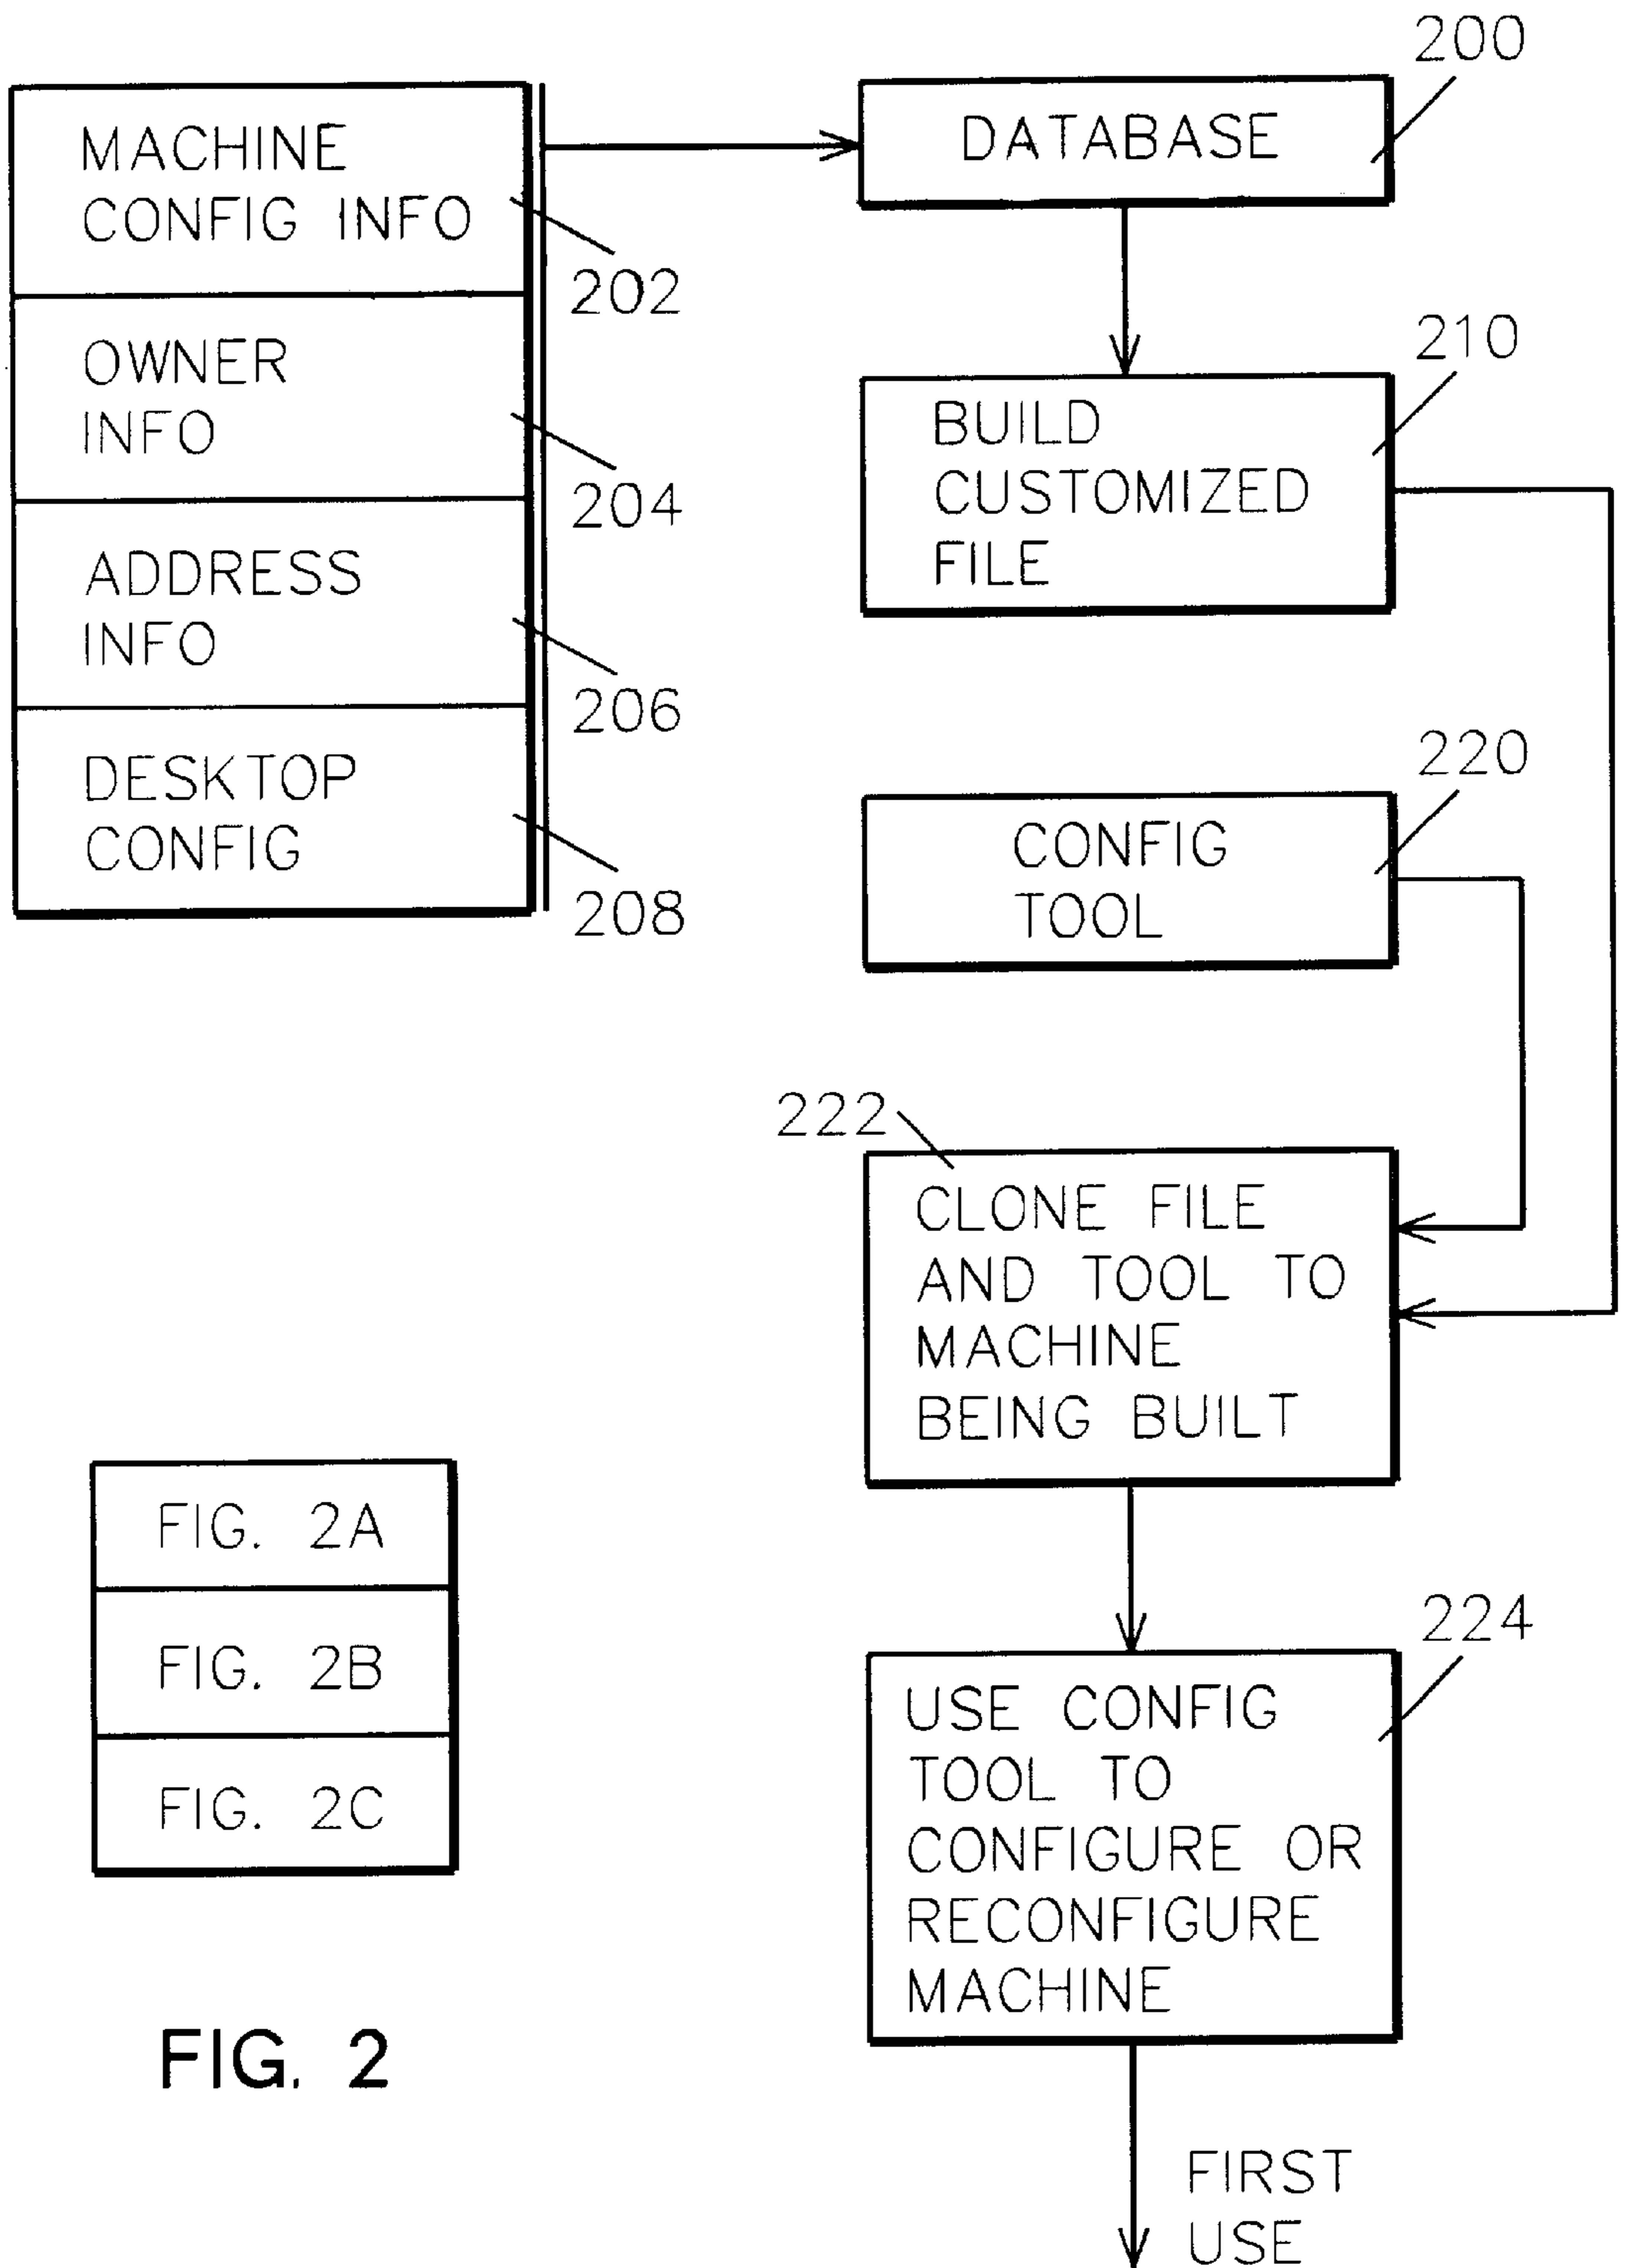 MACHINE
CONFIG INFO
202
OWNER
INFO
204
ADDRESS
INFO
206
DESKTOP
CONFIG
208
200
DATABASE
210
BUILD
CUSTOMIZED
FILE
220
CONFIG
TOOL
222
CLONE FILE
AND TOOL TO
MACHINE
BEING BUILT
224
USE CONFIG
TOOL TO
CONFIGURE OR
RECONFIGURE
MACHINE
FIRST
USE
FIG. 2A
FIG. 2B
FIG. 2C
FIG. 2